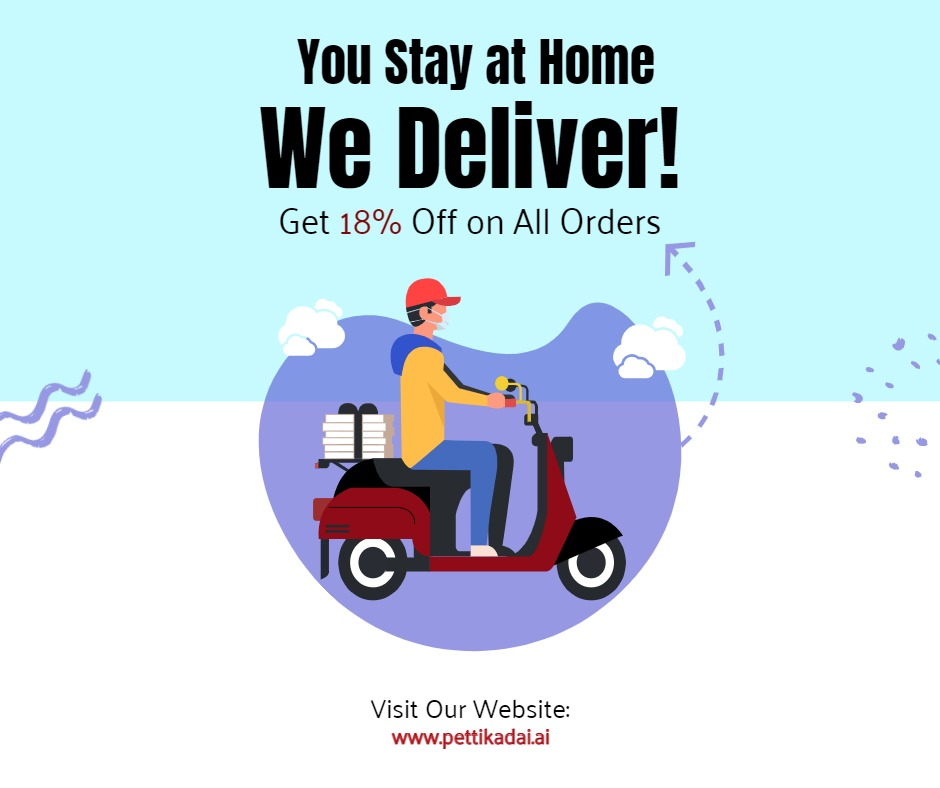 You Stay at Home
We Deliver!
Get 18% Off on All Orders
Visit Our Website:
www.pettikadai.ai